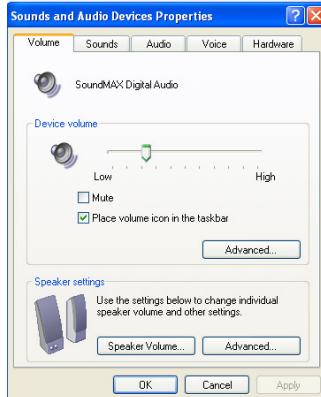 Sounds and Audio Devices Properties
Volume Sounds Audio Voice Hardware
SoundMAX Digital Audio
Device volume
Low High
Mute
Place volume icon in the taskbar
Advanced...
Speaker settings
Use the settings below to change individual
speaker volume and other settings.
Speaker Volume... Advanced...
OK Cancel Apply